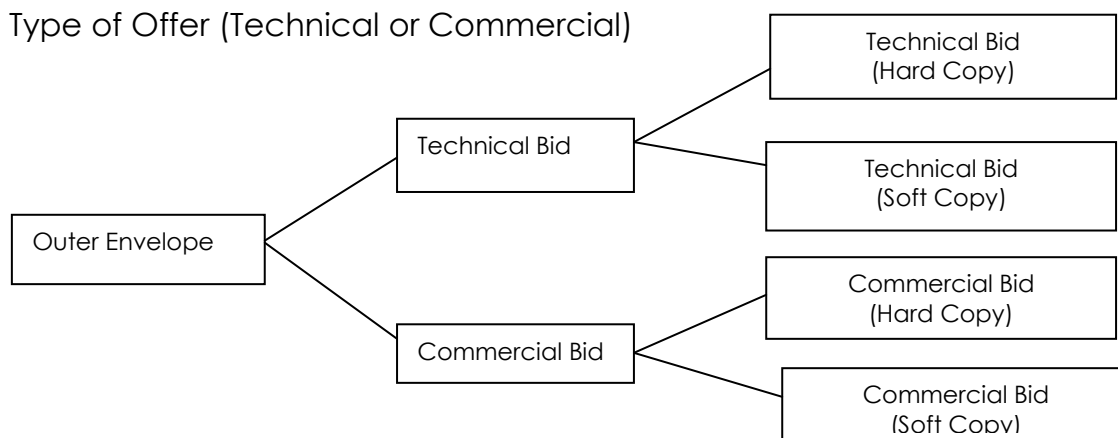 Type of Offer (Technical or Commercial)
Technical Bid
(Hard Copy)
Technical Bid
Technical Bid
(Soft Copy)
Outer Envelope
Commercial Bid
(Hard Copy)
Commercial Bid
Commercial Bid
(Soft Copy)